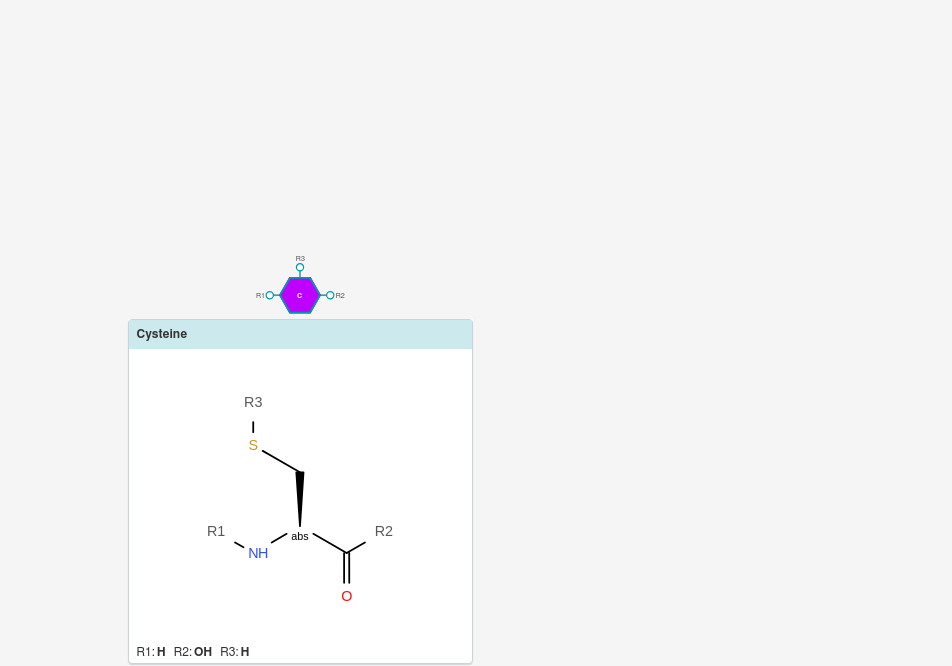 R3
R1 C R2
Cysteine
R3
S
R1 R2
abs
NH
O
R1: H R2: OH R3: H